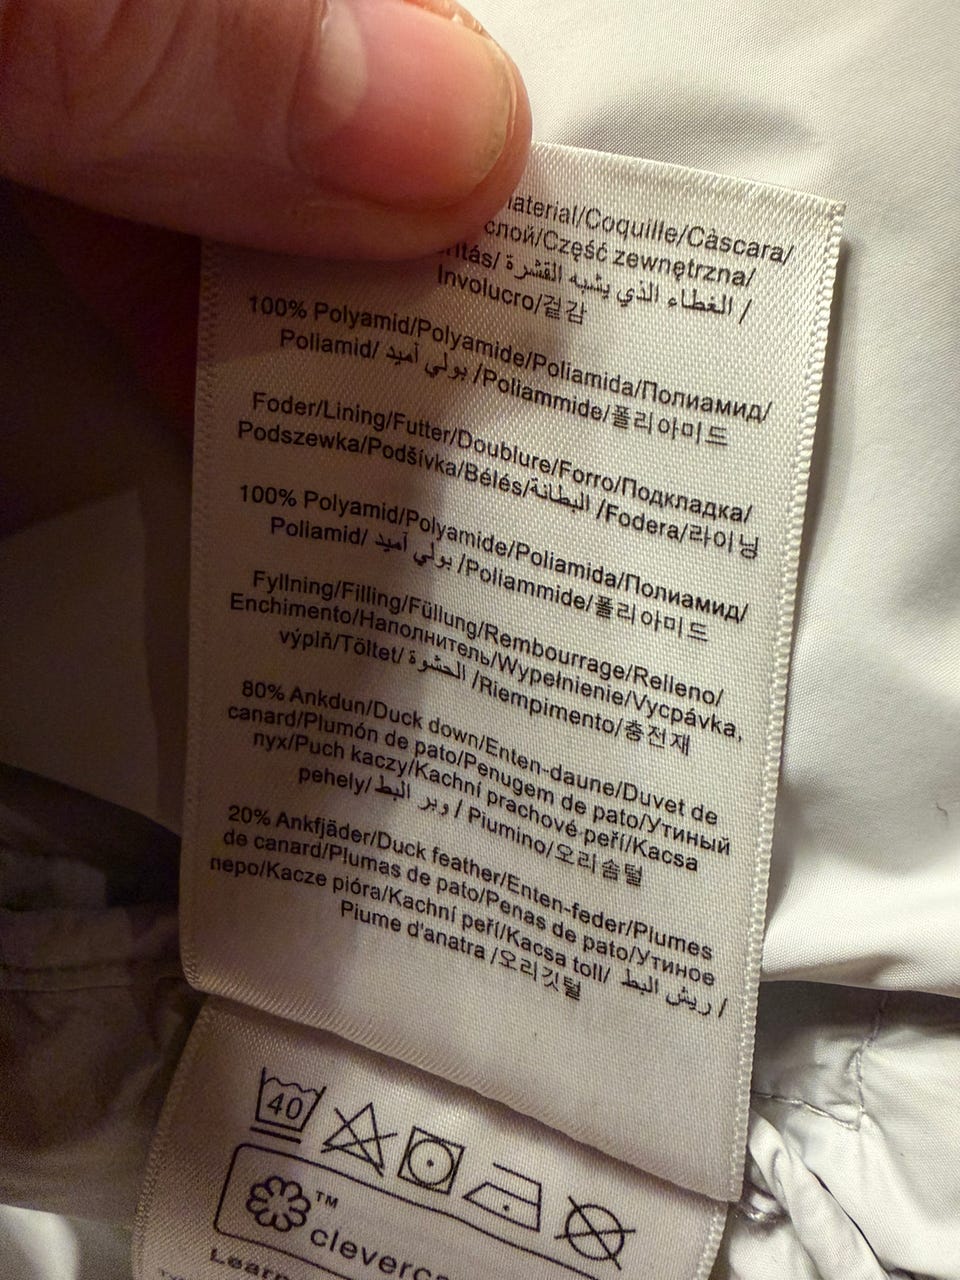 /Coquille/Càscara/
слой/Część zewnętrzna/
الغطاء الذي يشبه القشرة /
Involucro/겉감
100% Polyamid/Polyamide/Poliamida/Полиамид/
Poliamid/ بولي أميد /Poliammide/폴리아미드
Foder/Lining/Futter/Doublure/Forro/Подкладка/
Podszewka/Podšívka/Bélés/البطانة /Fodera/라이닝
100% Polyamid/Polyamide/Poliamida/Полиамид/
Poliamid/ بولي أميد /Poliammide/폴리아미드
Fyllning/Filling/Füllung/Rembourrage/Relleno/
Enchimento/Наполнитель/Wypełnienie/Vycpávka,
výplň/Töltet/ الحشوة /Riempimento/충전재
80% Ankdun/Duck down/Enten-daune/Duvet de
canard/Plumón de pato/Penugem de pato/Утиный
пух/Puch kaczy/Kachní prachové peří/Kacsa
pehely/ وبر البط / Piumino/오리솜털
20% Ankfjäder/Duck feather/Enten-feder/Plumes
de canard/Plumas de pato/Penas de pato/Утиное
перо/Kacze pióra/Kachní peří/Kacsa toll/ ريش البط /
Piume d'anatra /오리깃털
40
™